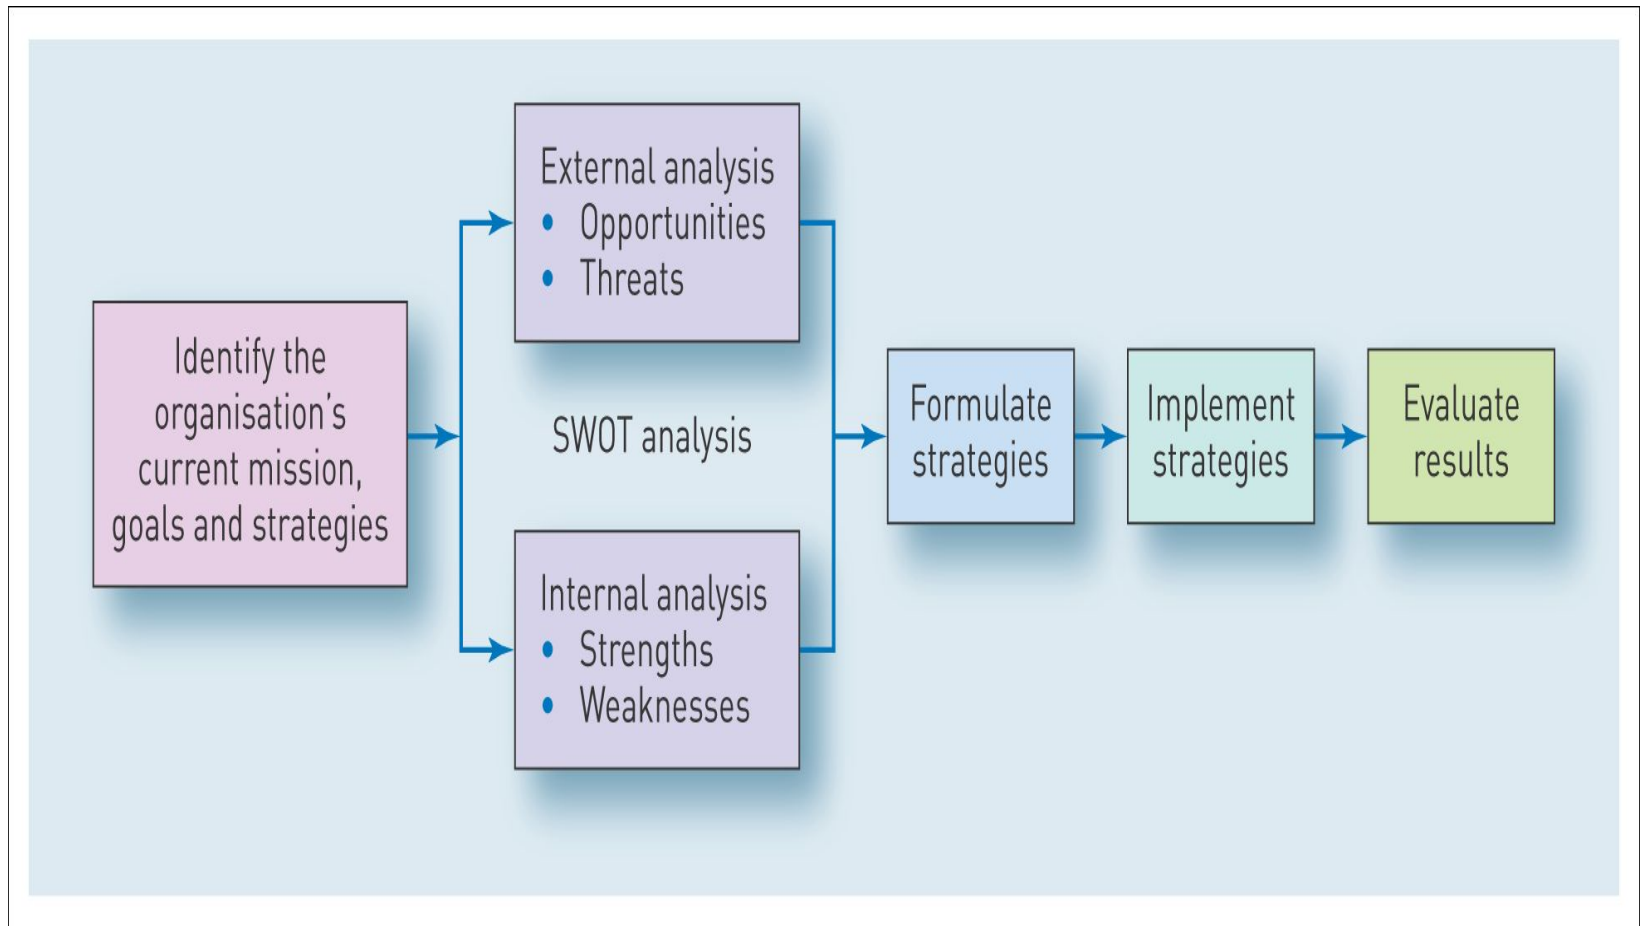 Identify the
organisation's
current mission,
goals and strategies
External analysis
• Opportunities
• Threats
SWOT analysis
Internal analysis
• Strengths
• Weaknesses
Formulate
strategies
Implement
strategies
Evaluate
results